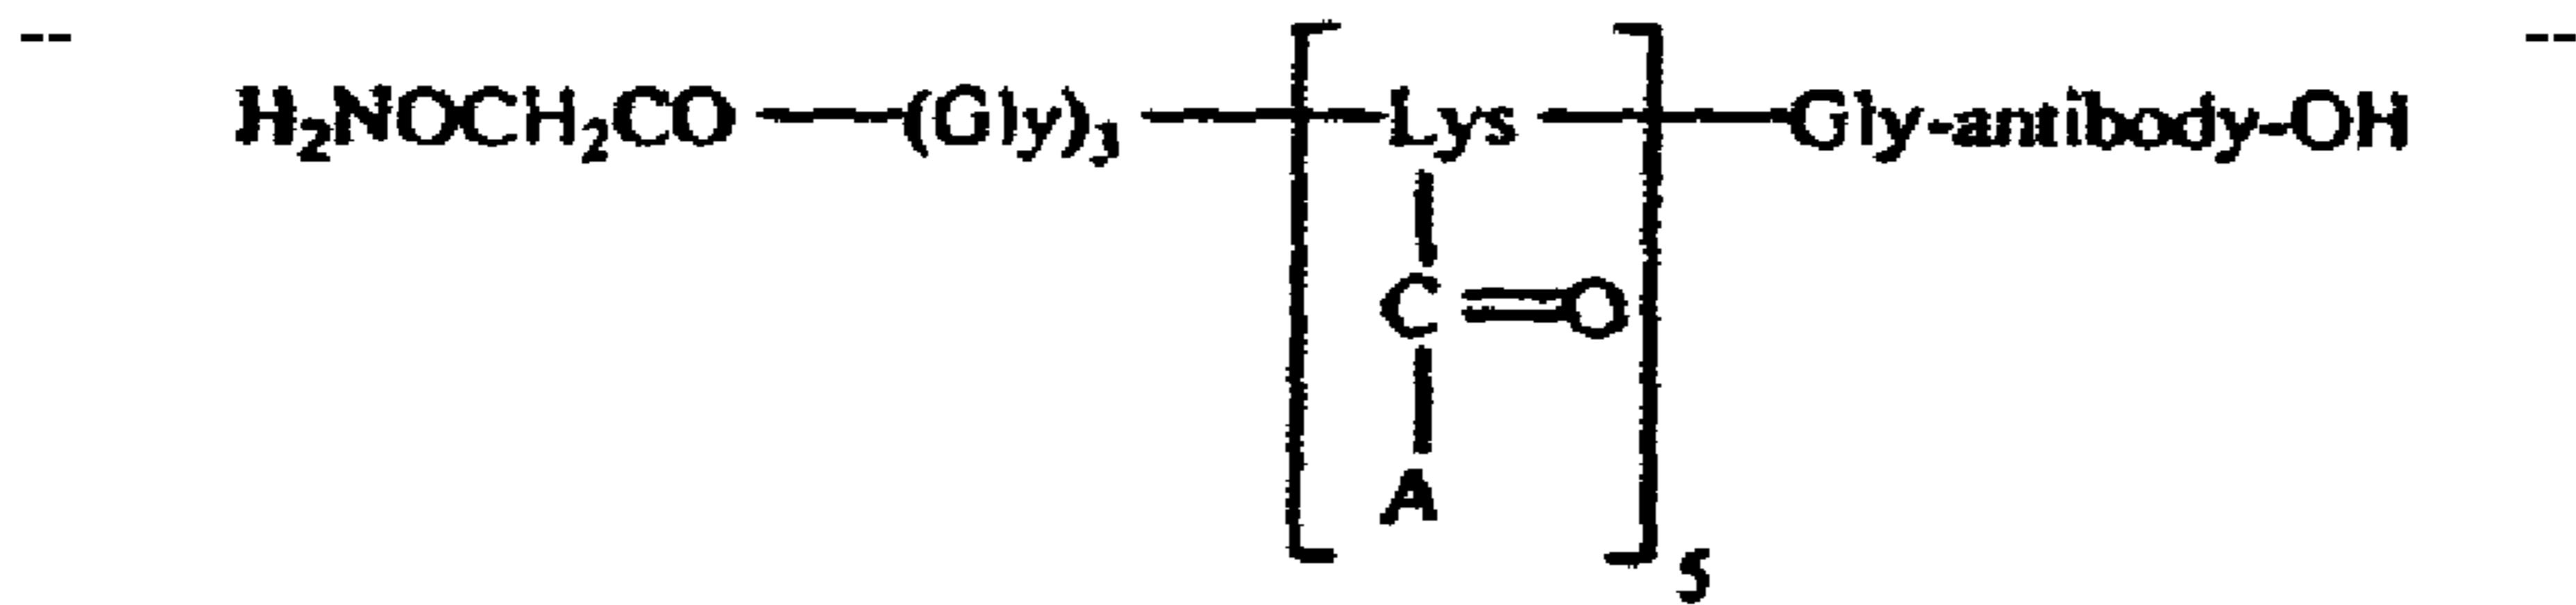 -- --
H₂NOCH₂CO—(Gly)₃—[Lys]—Gly-antibody-OH
C=O
A
5